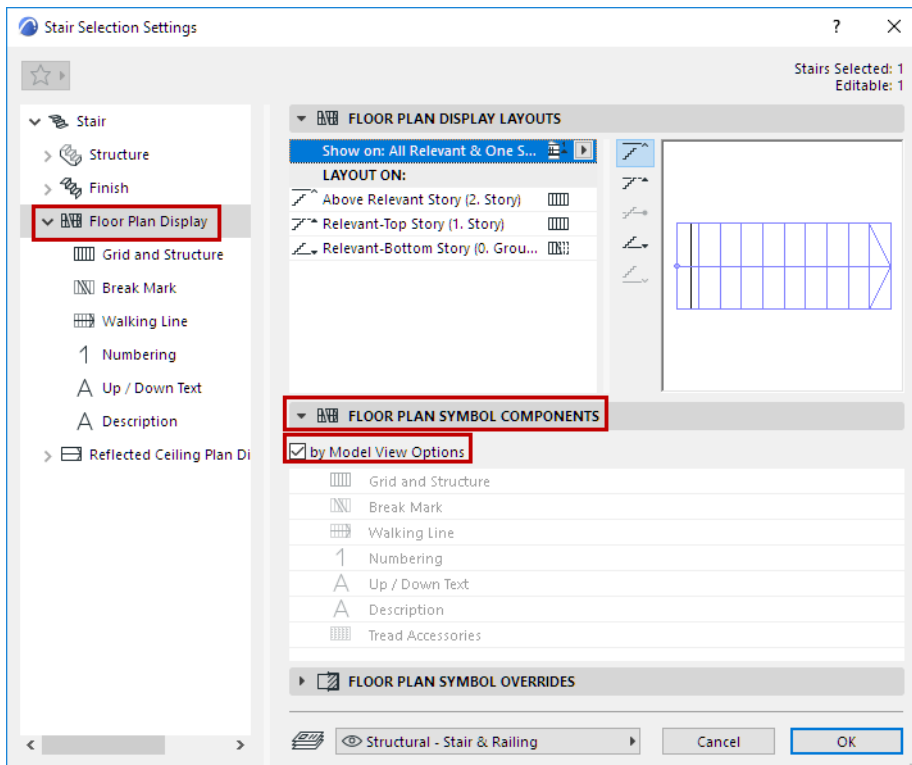 Stair Selection Settings
?
Stairs Selected: 1
Editable: 1
Stair
Structure
Finish
Floor Plan Display
Grid and Structure
Break Mark
Walking Line
1 Numbering
A Up / Down Text
A Description
Reflected Ceiling Plan Di
FLOOR PLAN DISPLAY LAYOUTS
Show on: All Relevant & One S...
LAYOUT ON:
Above Relevant Story (2. Story)
Relevant-Top Story (1. Story)
Relevant-Bottom Story (0. Grou...
FLOOR PLAN SYMBOL COMPONENTS
by Model View Options
Grid and Structure
Break Mark
Walking Line
1 Numbering
A Up / Down Text
A Description
Tread Accessories
FLOOR PLAN SYMBOL OVERRIDES
Structural - Stair & Railing
Cancel
OK